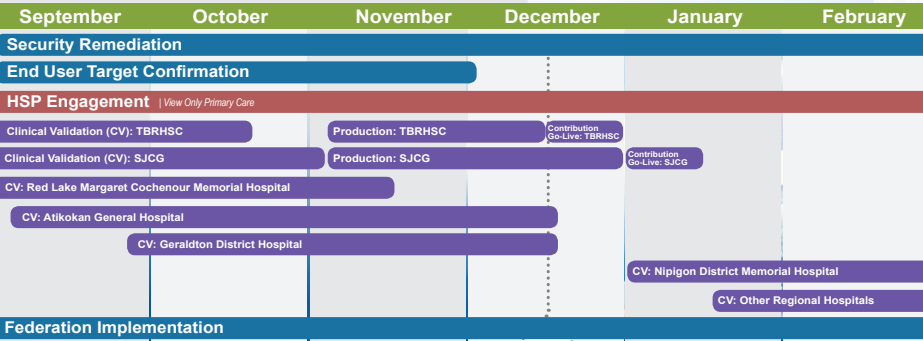 September October November December January February
Security Remediation
End User Target Confirmation
HSP Engagement | View Only Primary Care
Clinical Validation (CV): TBRHSC
Production: TBRHSC
Contribution
Go-Live: TBRHSC
Clinical Validation (CV): SJCG
Production: SJCG
Contribution
Go-Live: SJCG
CV: Red Lake Margaret Cochenour Memorial Hospital
CV: Atikokan General Hospital
CV: Geraldton District Hospital
CV: Nipigon District Memorial Hospital
CV: Other Regional Hospitals
Federation Implementation